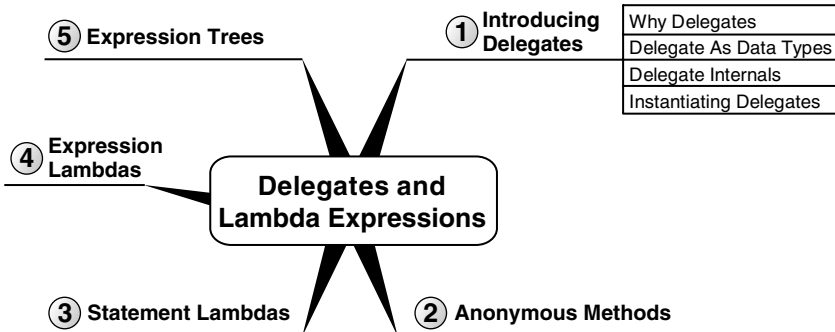 5 Expression Trees
1 Introducing
Delegates
Why Delegates
Delegate As Data Types
Delegate Internals
Instantiating Delegates
4 Expression
Lambdas
Delegates and
Lambda Expressions
3 Statement Lambdas
2 Anonymous Methods